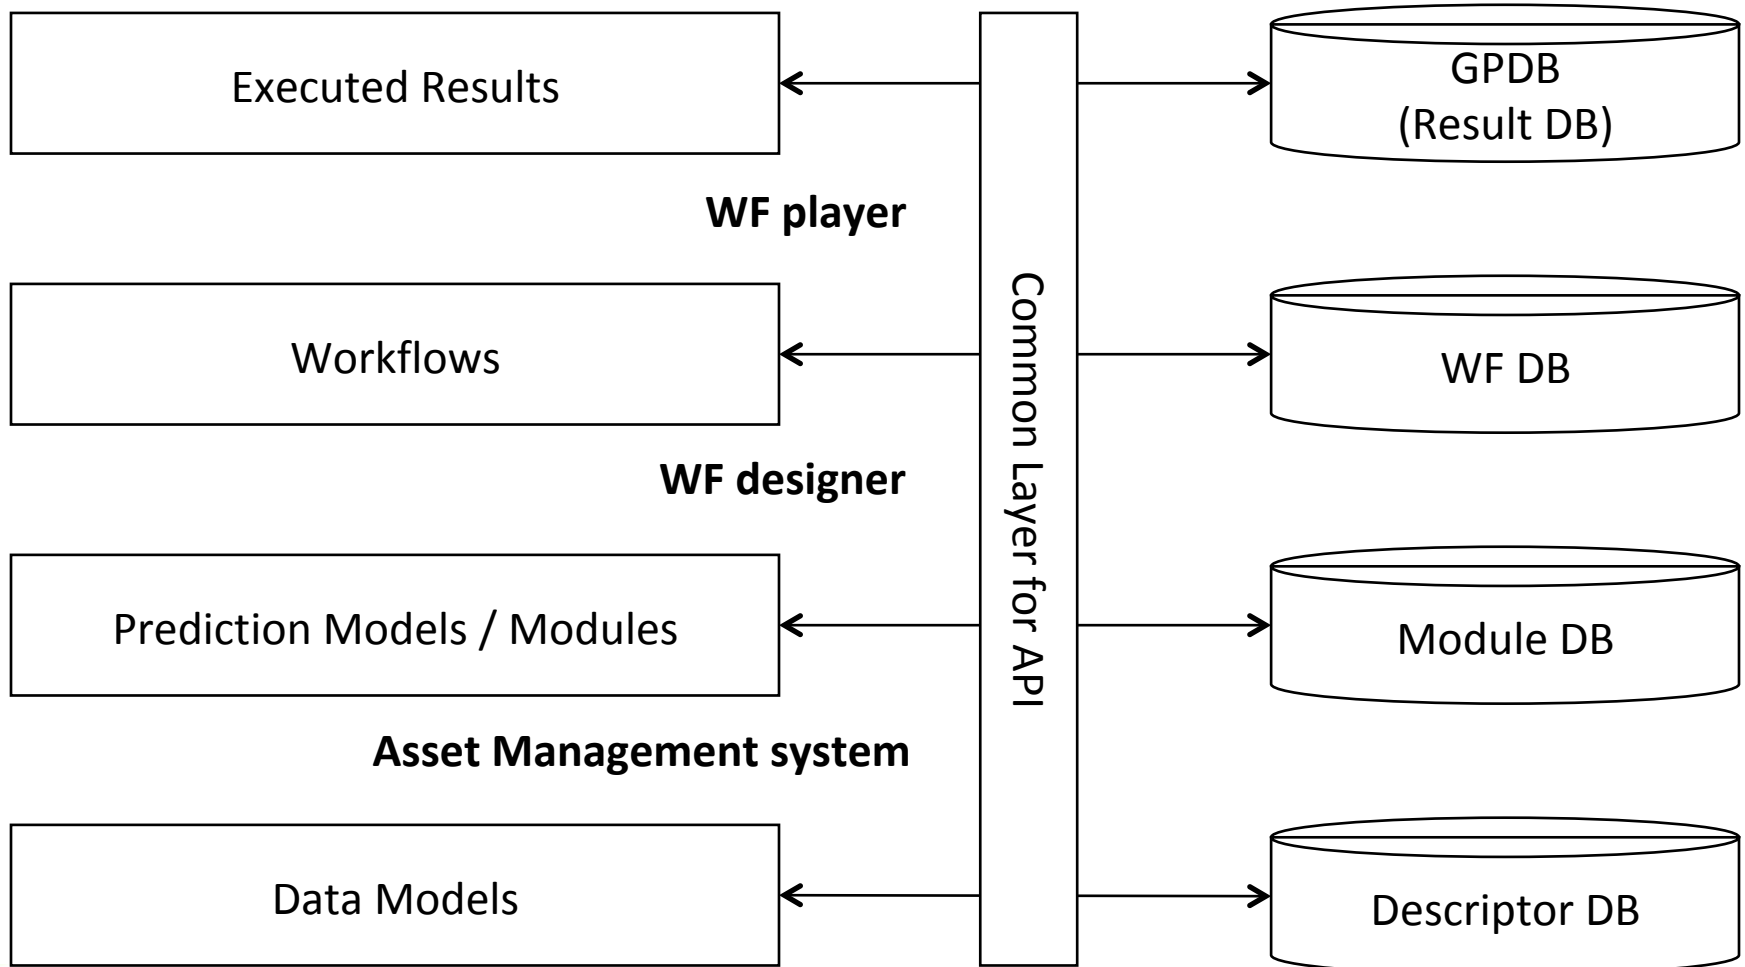 Executed Results
GPDB
(Result DB)
WF player
Workflows
WF DB
Common Layer for API
WF designer
Prediction Models / Modules
Module DB
Asset Management system
Data Models
Descriptor DB